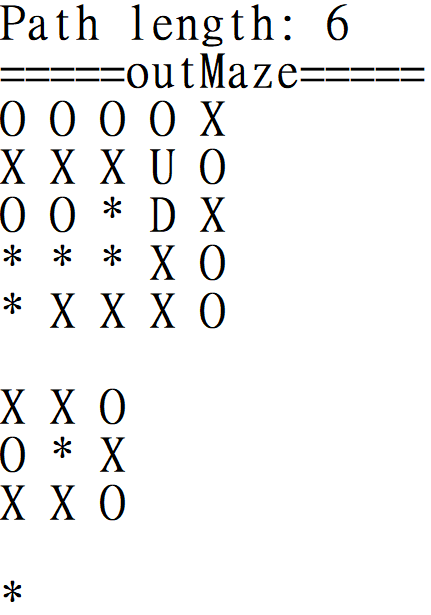 Path length: 6
=====outMaze=====
O O O O X
X X X U O
O O * D X
* * * X O
* X X X O
X X O
O * X
X X O
*